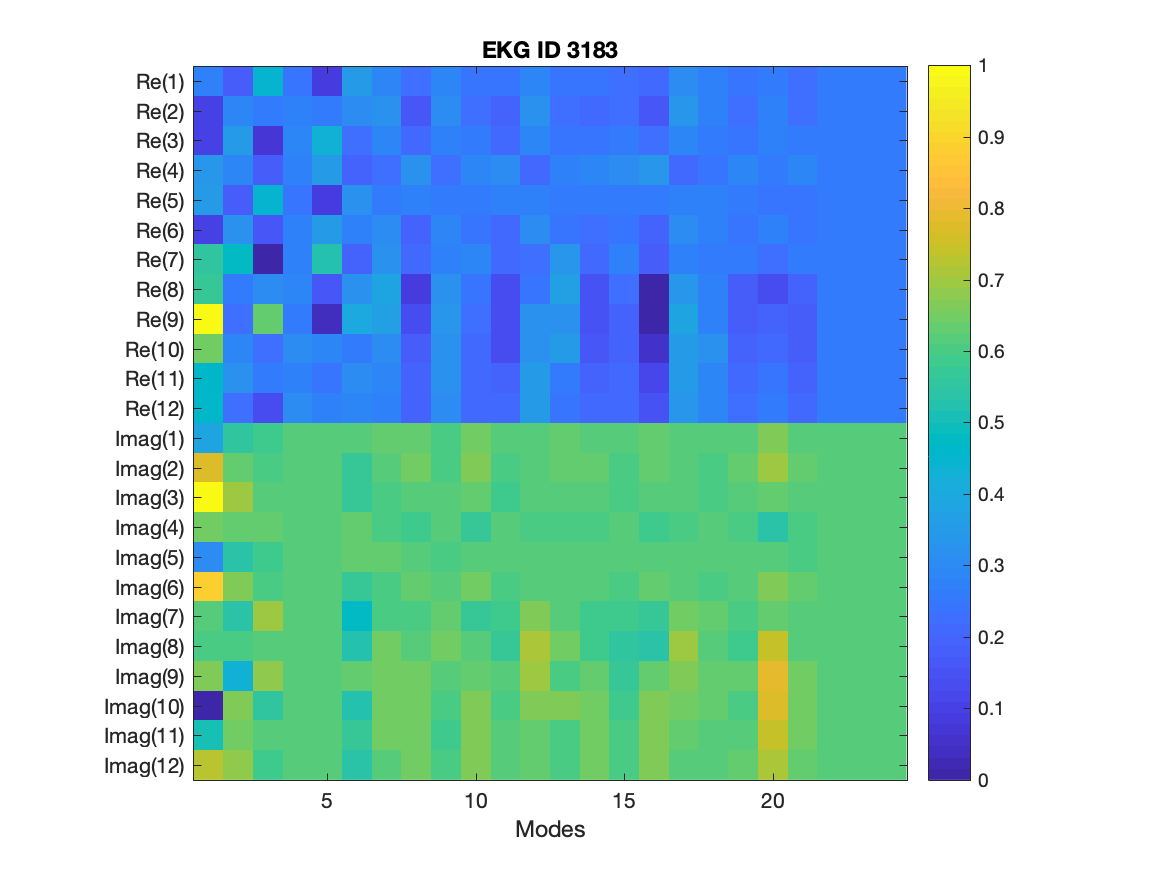 EKG ID 3183
Re(1)
Re(2)
Re(3)
Re(4)
Re(5)
Re(6)
Re(7)
Re(8)
Re(9)
Re(10)
Re(11)
Re(12)
Imag(1)
Imag(2)
Imag(3)
Imag(4)
Imag(5)
Imag(6)
Imag(7)
Imag(8)
Imag(9)
Imag(10)
Imag(11)
Imag(12)
5 10 15 20
Modes
1
0.9
0.8
0.7
0.6
0.5
0.4
0.3
0.2
0.1
0